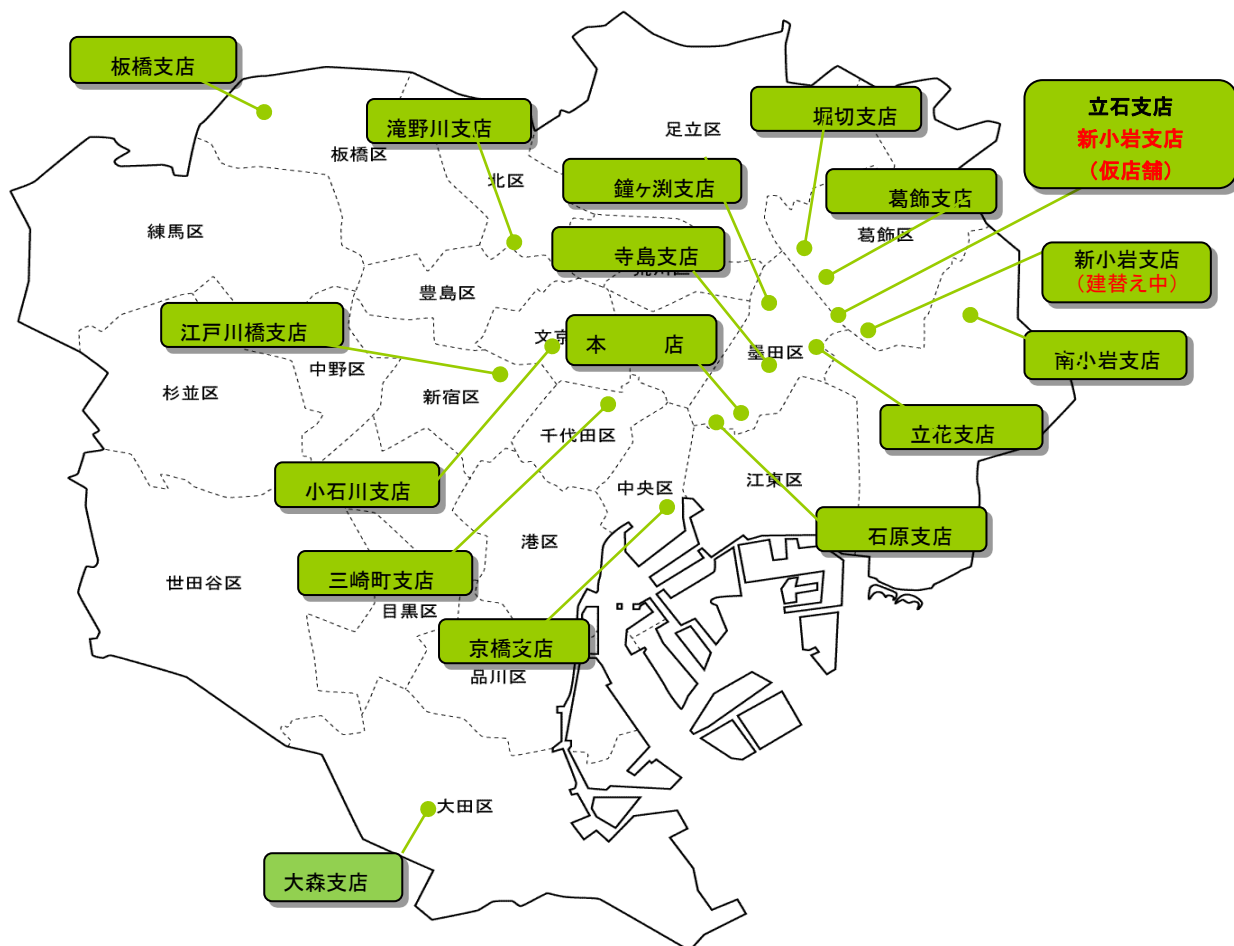 板橋支店
滝野川支店
堀切支店
立石支店
新小岩支店
（仮店舗）
足立区
板橋区
北区
鐘ヶ渕支店
葛飾支店
葛飾区
練馬区
寺島支店
新小岩支店
（建替え中）
豊島区
江戸川橋支店
文京
本 店
墨田区
南小岩支店
中野区
杉並区
新宿区
千代田区
立花支店
小石川支店
中央区
江東区
石原支店
港区
三崎町支店
世田谷区
目黒区
京橋支店
品川区
大田区
大森支店